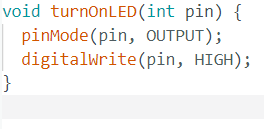 void turnOnLED(int pin) {
  pinMode(pin, OUTPUT);
  digitalWrite(pin, HIGH);
}